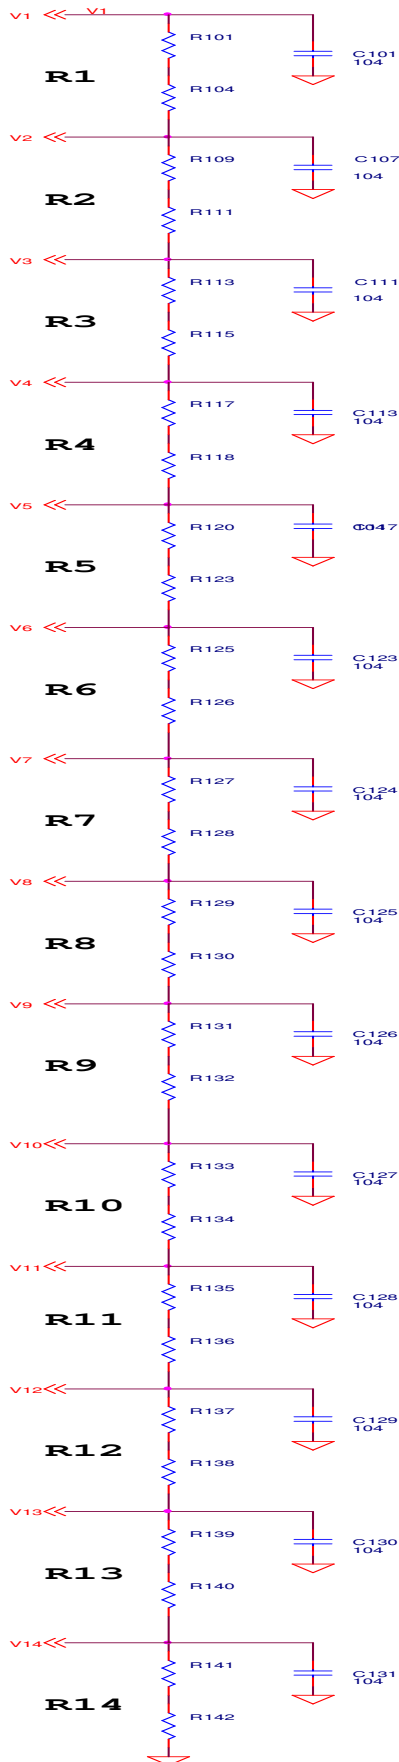 V1 V1
R101
C101
104
R1
R104
V2
R109
C107
104
R2
R111
V3
R113
C111
104
R3
R115
V4
R117
C113
104
R4
R118
V5
R120
R5
R123
V6
R125
C123
104
R6
R126
V7
R127
C124
104
R7
R128
V8
R129
C125
104
R8
R130
V9
R131
C126
104
R9
R132
V10
R133
C127
104
R10
R134
V11
R135
C128
104
R11
R136
V12
R137
C129
104
R12
R138
V13
R139
C130
104
R13
R140
V14
R141
C131
104
R14
R142